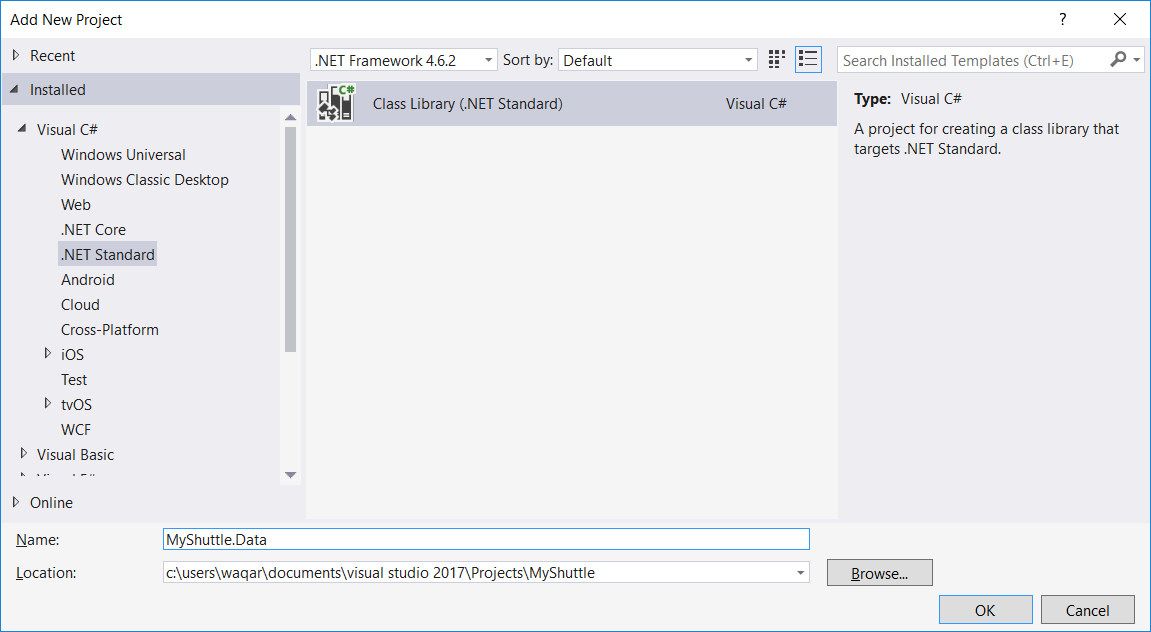 Add New Project
?
Recent
Installed
Visual C#
Windows Universal
Windows Classic Desktop
Web
.NET Core
.NET Standard
Android
Cloud
Cross-Platform
iOS
Test
tvOS
WCF
Visual Basic
Online
.NET Framework 4.6.2 Sort by: Default
C# Class Library (.NET Standard) Visual C#
Search Installed Templates (Ctrl+E)
Type: Visual C#
A project for creating a class library that
targets .NET Standard.
Name: MyShuttle.Data
Location: c:\users\waqar\documents\visual studio 2017\Projects\MyShuttle
Browse...
OK Cancel